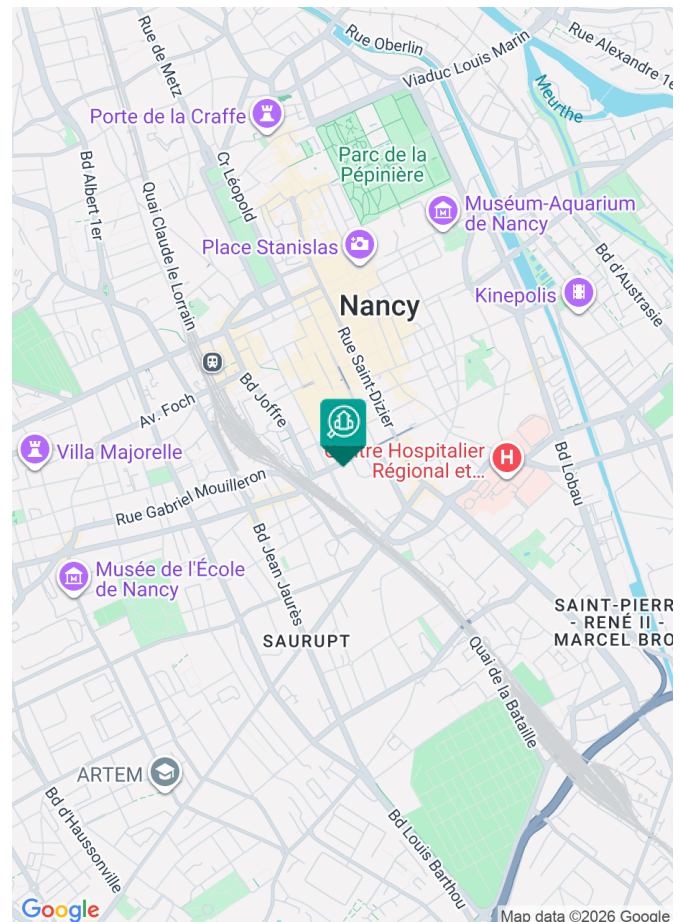 Rue Oberlin
Rue Alexandre 1e
Rue de Metz
Viaduc Louis Marin
Meurthe
Porte de la Craffe
Parc de la
Pépinière
Bd Albert 1er
Cr Léopold
Quai Claude le Lorrain
Muséum-Aquarium
de Nancy
Place Stanislas
Bd d'Austrasie
Kinepolis
Nancy
Rue Saint-Dizier
Bd Joffre
Av. Foch
Villa Majorelle
Hospitalier
Régional et...
H
Bd Lobau
Rue Gabriel Mouilleron
Bd Jean Jaurès
Musée de l'École
de Nancy
SAINT-PIERR
- RENÉ II -
MARCEL BRO
SAURUPT
Quai de la Bataille
ARTEM
Bd d'Haussonville
Bd Louis Barthou
Google
Map data ©2026 Google